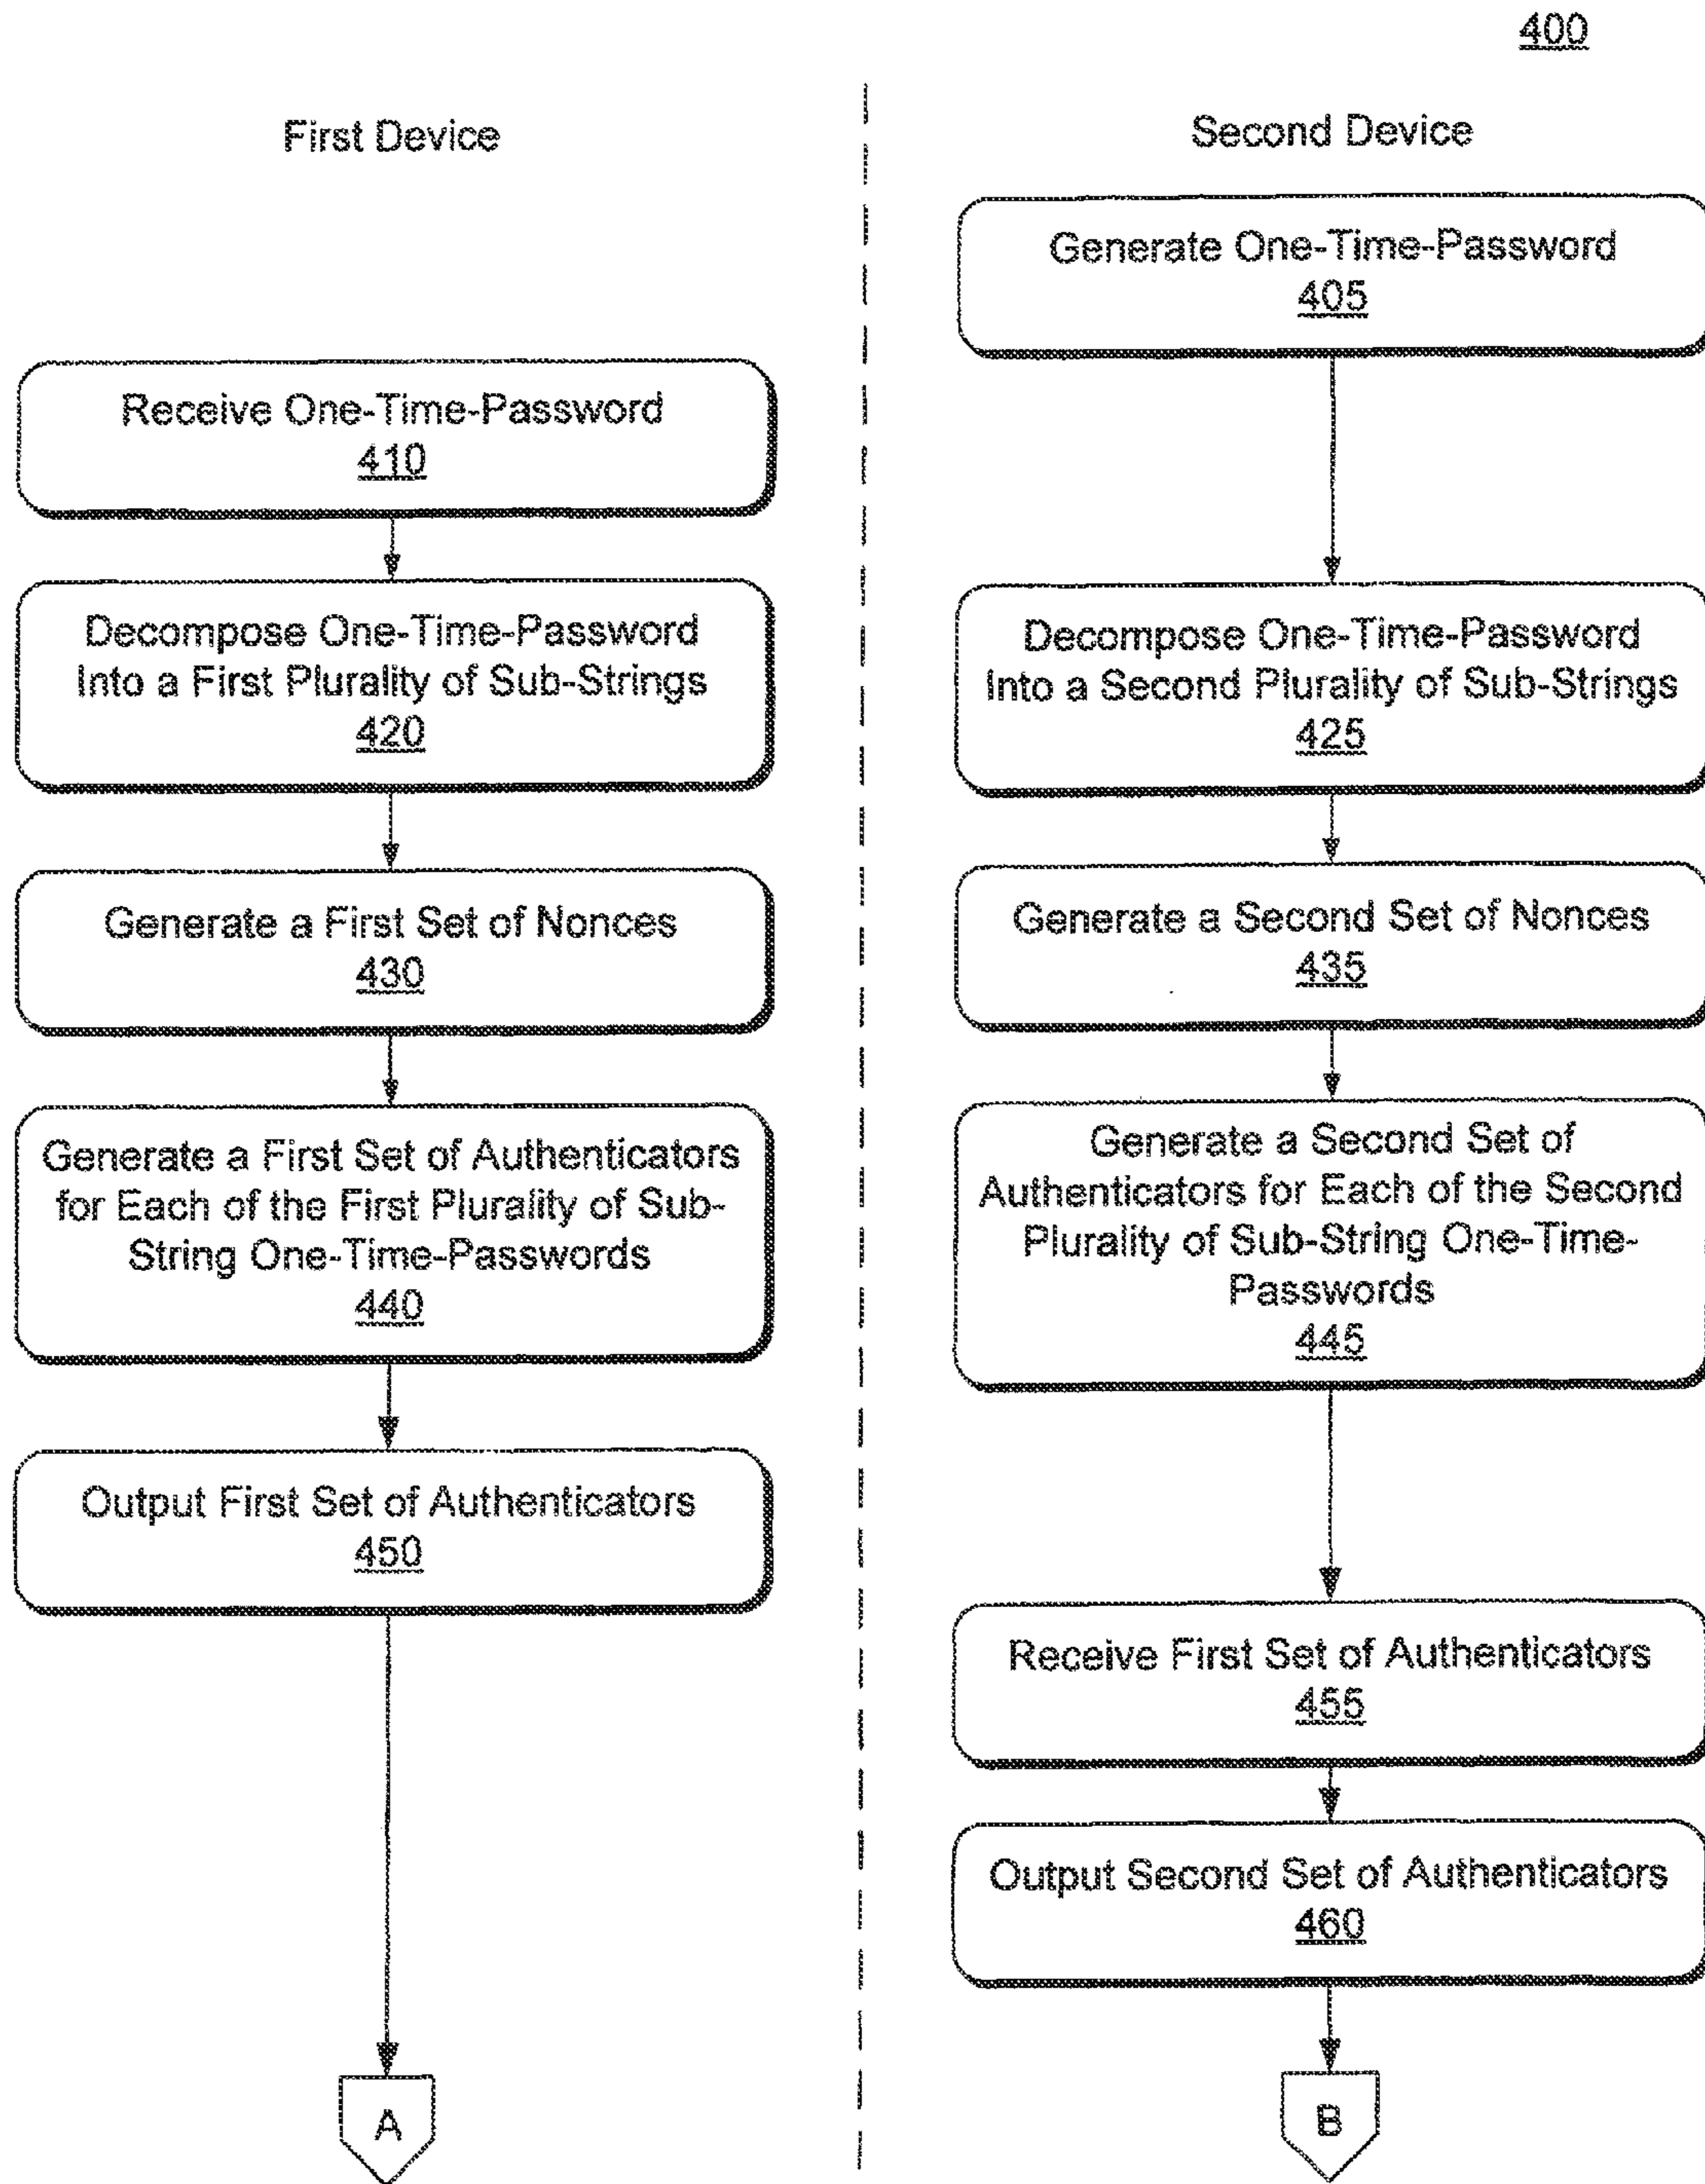 400
First Device
Second Device
Generate One-Time-Password
405
Receive One-Time-Password
410
Decompose One-Time-Password
Into a First Plurality of Sub-Strings
420
Decompose One-Time-Password
Into a Second Plurality of Sub-Strings
425
Generate a First Set of Nonces
430
Generate a Second Set of Nonces
435
Generate a First Set of Authenticators
for Each of the First Plurality of Sub-
String One-Time-Passwords
440
Generate a Second Set of
Authenticators for Each of the Second
Plurality of Sub-String One-Time-
Passwords
445
Output First Set of Authenticators
450
Receive First Set of Authenticators
455
Output Second Set of Authenticators
460
A
B